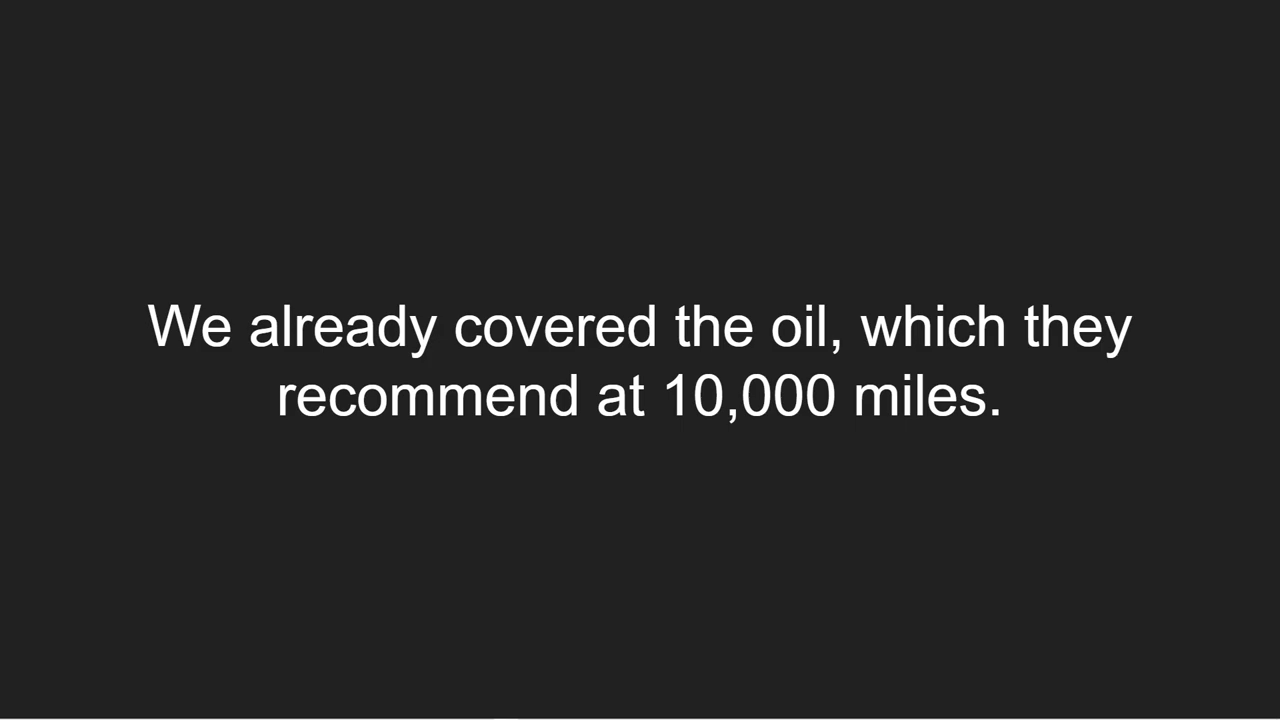 We already covered the oil, which they
recommend at 10,000 miles.